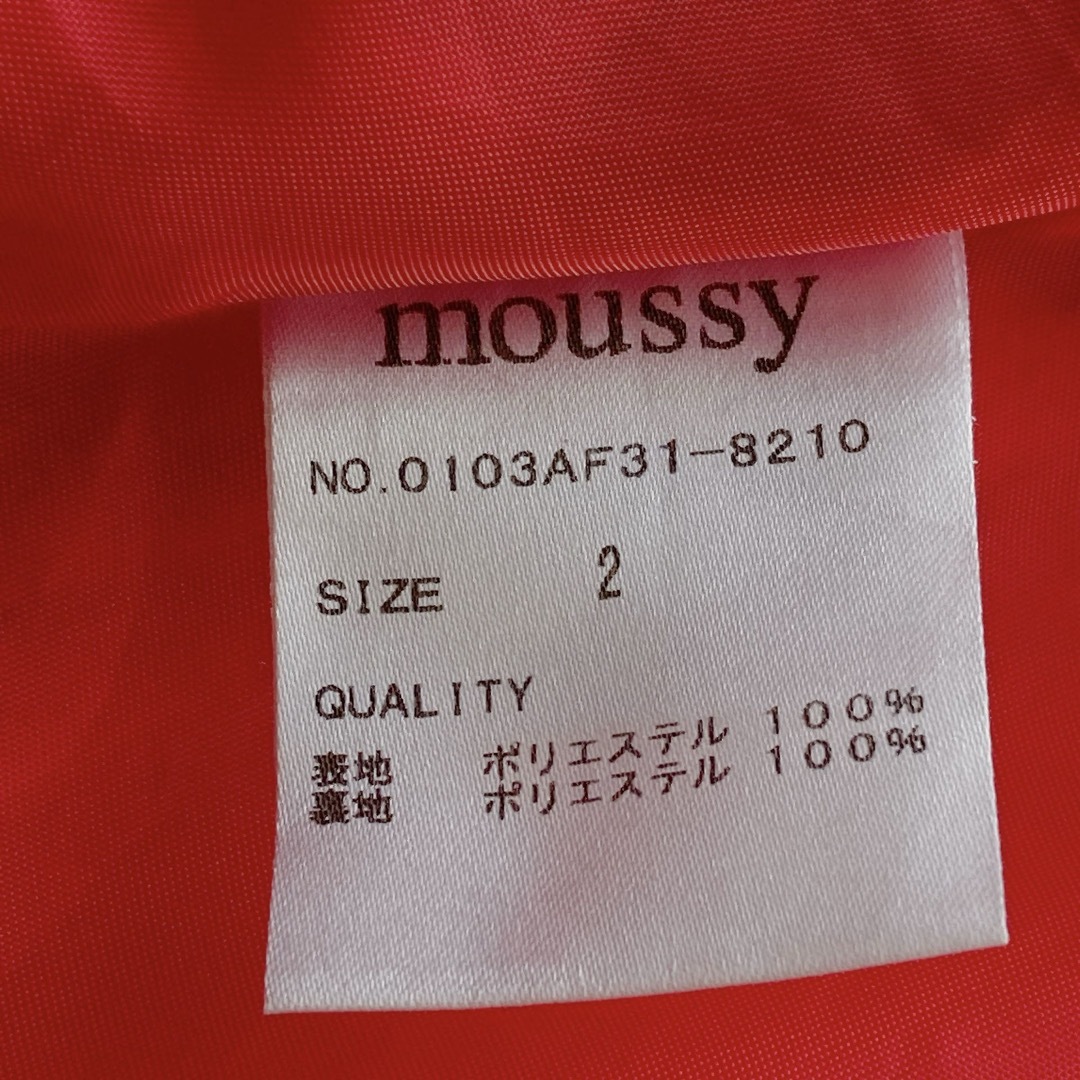 moussy
NO.0103AF31-8210
SIZE 2
QUALITY
表地 ポリエステル 100%
裏地 ポリエステル 100%